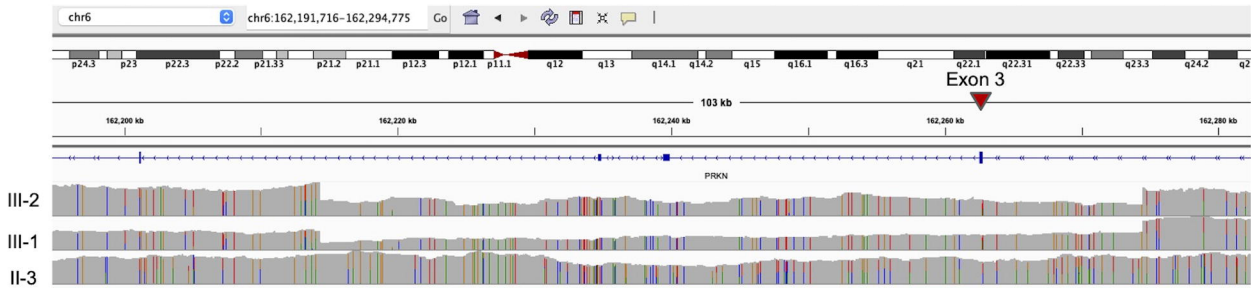 chr6 chr6:162,191,716-162,294,775 Go
p24.3 p23 p22.3 p22.2 p21.33 p21.2 p21.1 p12.3 p12.1 p11.1 q12 q13 q14.1 q14.2 q15 q16.1 q16.3 q21 q22.1 q22.31 q22.33 q23.3 q24.2 q2
Exon 3
103 kb
162,200 kb 162,220 kb 162,240 kb 162,260 kb 162,280 kb
PRKN
III-2
III-1
II-3